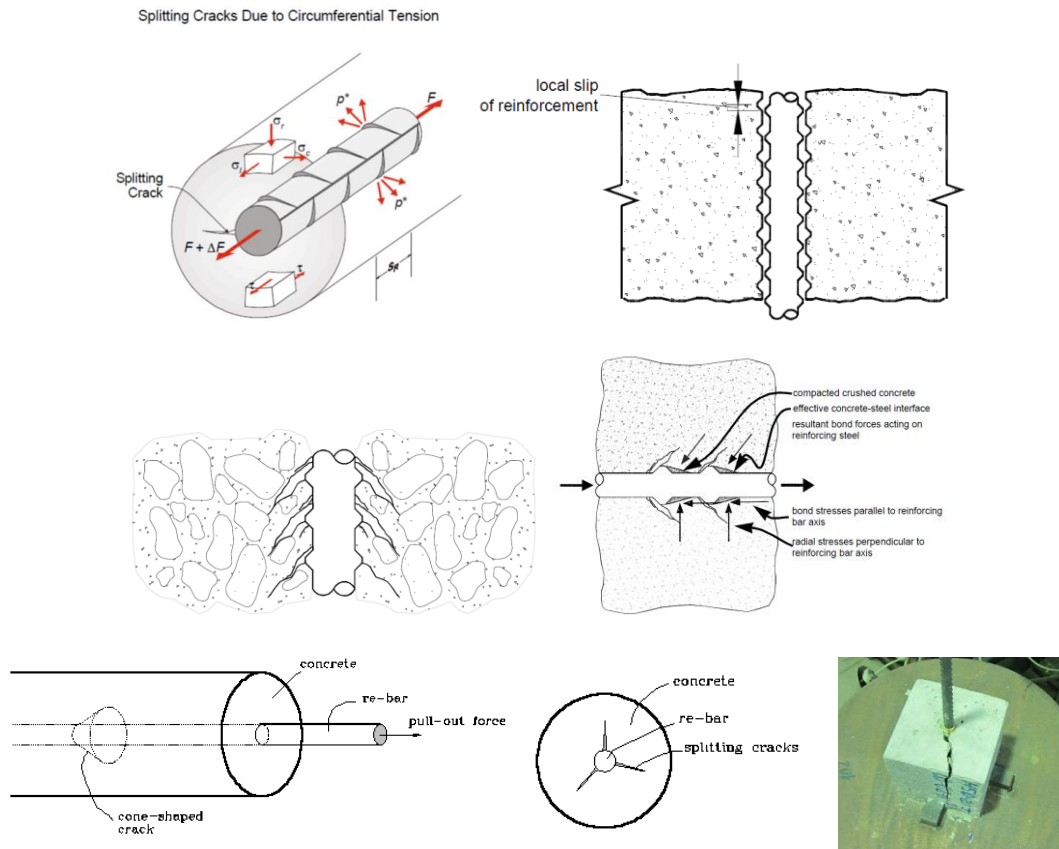 Splitting Cracks Due to Circumferential Tension
p*
F
σr
σc
σl
Splitting
Crack
F + ΔF
p*
τ
τ
local slip
of reinforcement
compacted crushed concrete
effective concrete-steel interface
resultant bond forces acting on
reinforcing steel
bond stresses parallel to reinforcing
bar axis
radial stresses perpendicular to
reinforcing bar axis
concrete
re-bar
pull-out force
cone-shaped
crack
concrete
re-bar
splitting cracks